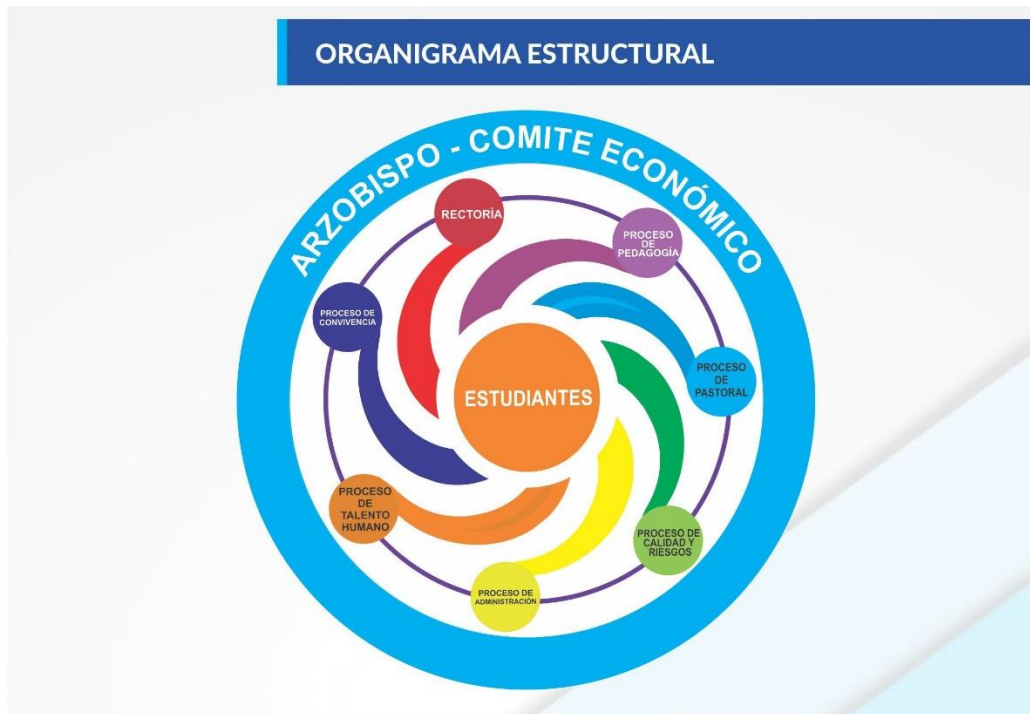 ORGANIGRAMA ESTRUCTURAL
ARZOBISPO - COMITE ECONÓMICO
RECTORÍA
PROCESO
DE
PEDAGOGÍA
PROCESO DE
CONVIVENCIA
PROCESO
DE
PASTORAL
ESTUDIANTES
PROCESO
DE
TALENTO
HUMANO
PROCESO DE
CALIDAD Y
RIESGOS
PROCESO DE
ADMINISTRACIÓN